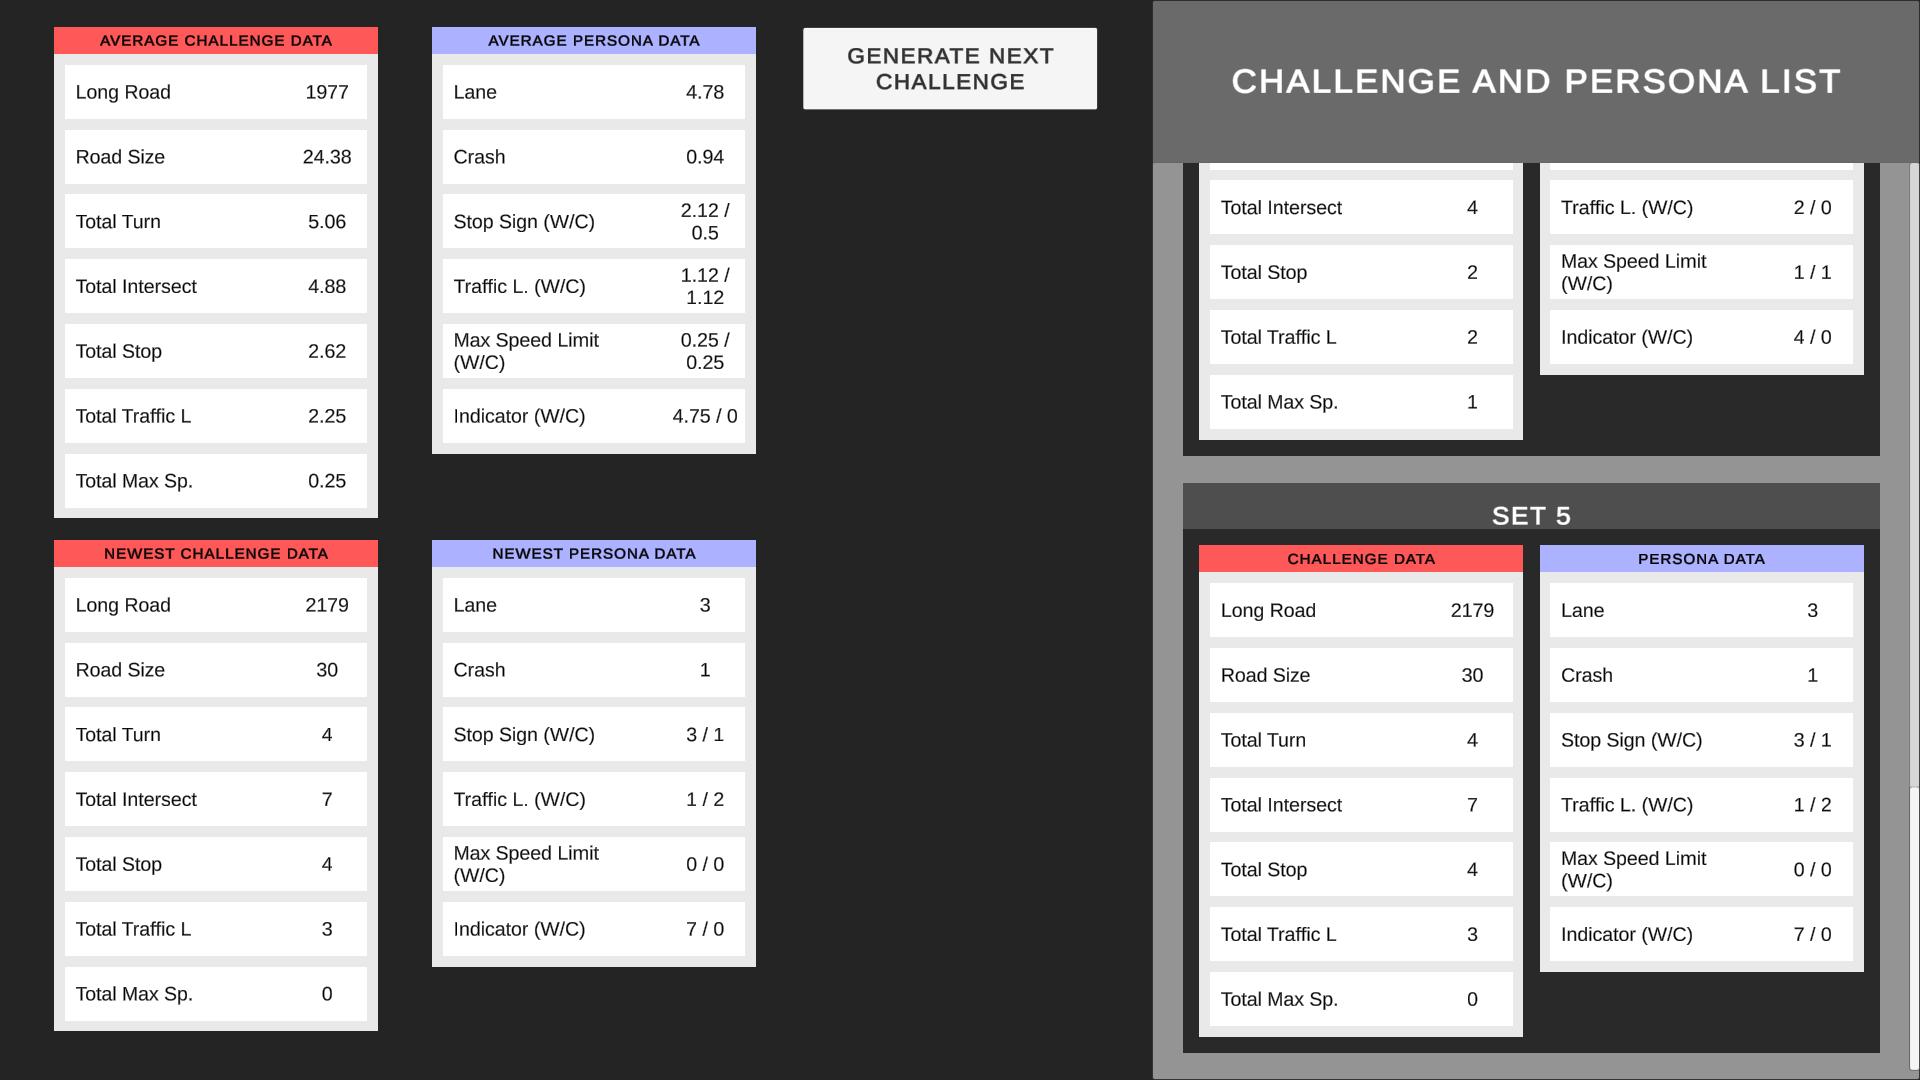 AVERAGE CHALLENGE DATA
Long Road 1977
Road Size 24.38
Total Turn 5.06
Total Intersect 4.88
Total Stop 2.62
Total Traffic L 2.25
Total Max Sp. 0.25
AVERAGE PERSONA DATA
Lane 4.78
Crash 0.94
Stop Sign (W/C) 2.12 /
0.5
Traffic L. (W/C) 1.12 /
1.12
Max Speed Limit 0.25 /
(W/C) 0.25
Indicator (W/C) 4.75 / 0
GENERATE NEXT
CHALLENGE
NEWEST CHALLENGE DATA
Long Road 2179
Road Size 30
Total Turn 4
Total Intersect 7
Total Stop 4
Total Traffic L 3
Total Max Sp. 0
NEWEST PERSONA DATA
Lane 3
Crash 1
Stop Sign (W/C) 3 / 1
Traffic L. (W/C) 1 / 2
Max Speed Limit
(W/C) 0 / 0
Indicator (W/C) 7 / 0
CHALLENGE AND PERSONA LIST
Total Intersect 4
Total Stop 2
Total Traffic L 2
Total Max Sp. 1
Traffic L. (W/C) 2 / 0
Max Speed Limit
(W/C) 1 / 1
Indicator (W/C) 4 / 0
SET 5
CHALLENGE DATA
Long Road 2179
Road Size 30
Total Turn 4
Total Intersect 7
Total Stop 4
Total Traffic L 3
Total Max Sp. 0
PERSONA DATA
Lane 3
Crash 1
Stop Sign (W/C) 3 / 1
Traffic L. (W/C) 1 / 2
Max Speed Limit
(W/C) 0 / 0
Indicator (W/C) 7 / 0